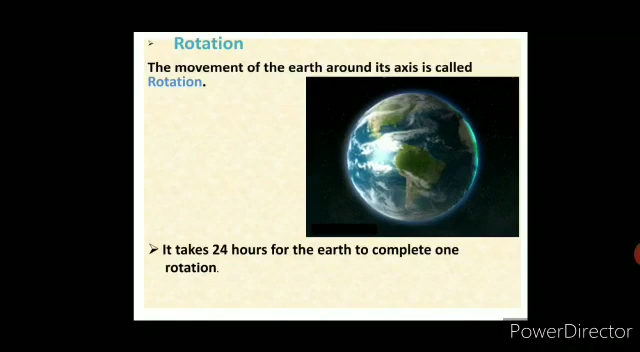 Rotation
The movement of the earth around its axis is called
Rotation.
It takes 24 hours for the earth to complete one
rotation.
PowerDirector